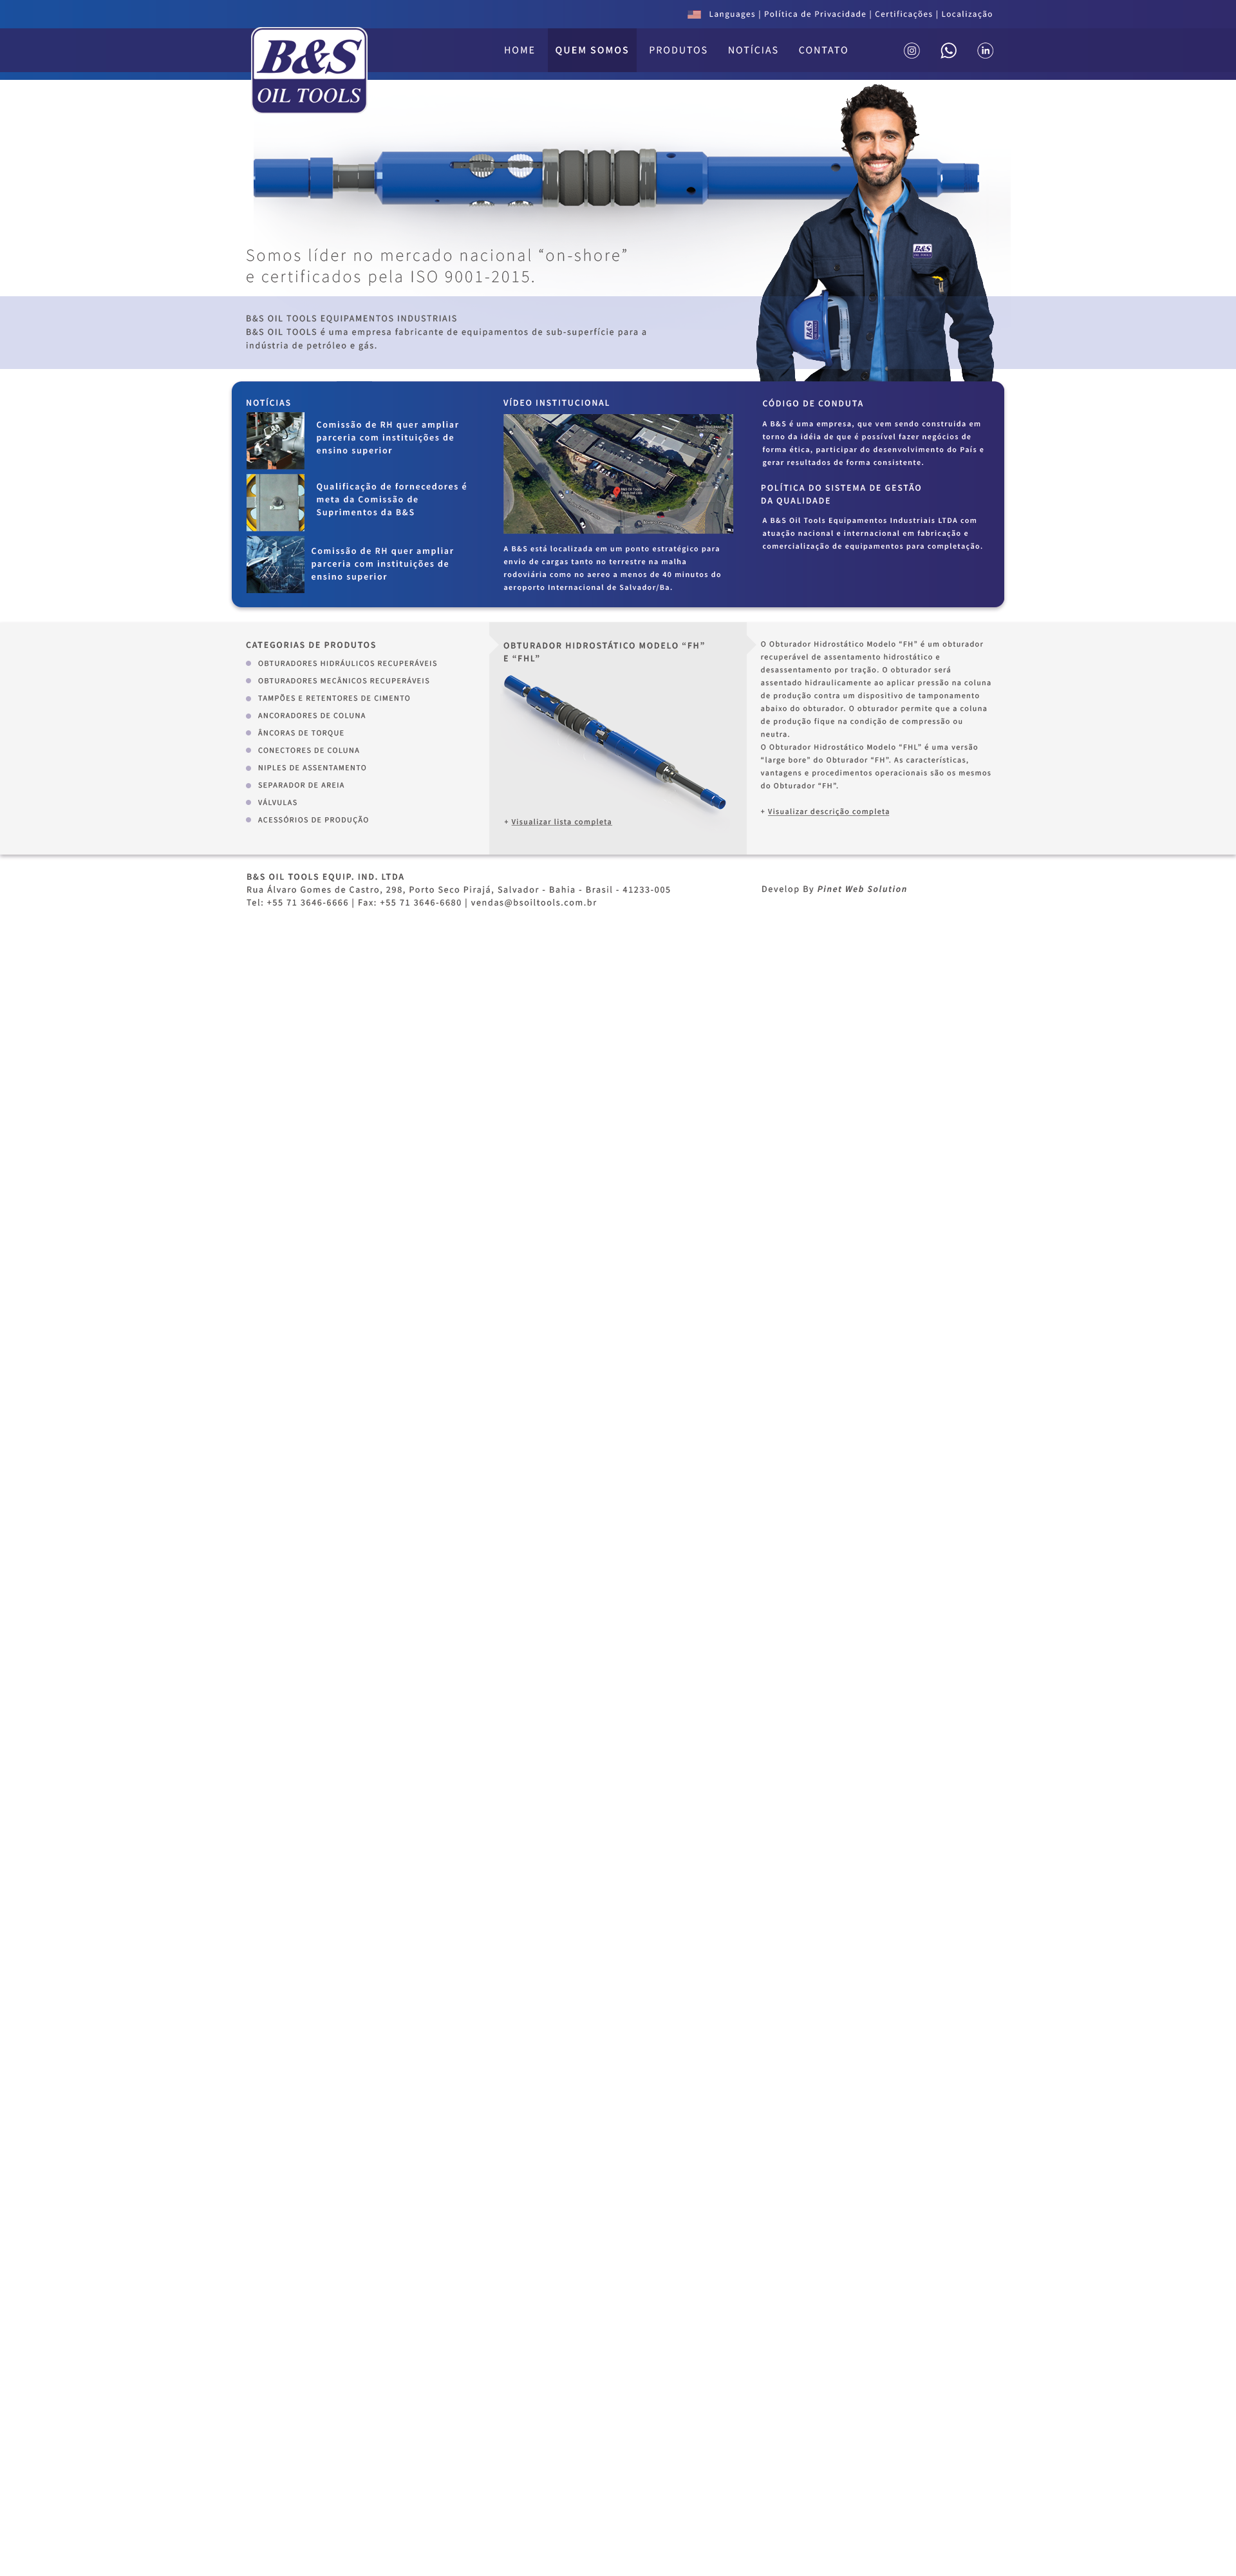 Languages | Política de Privacidade | Certificações | Localização
B&S
OIL TOOLS
HOME QUEM SOMOS PRODUTOS NOTÍCIAS CONTATO
in
B&S
OIL TOOLS
Somos líder no mercado nacional “on-shore”
e certificados pela ISO 9001-2015.
B&S OIL TOOLS EQUIPAMENTOS INDUSTRIAIS
B&S OIL TOOLS é uma empresa fabricante de equipamentos de sub-superfície para a
indústria de petróleo e gás.
NOTÍCIAS
Comissão de RH quer ampliar
parceria com instituições de
ensino superior
Qualificação de fornecedores é
meta da Comissão de
Suprimentos da B&S
Comissão de RH quer ampliar
parceria com instituições de
ensino superior
VÍDEO INSTITUCIONAL
A B&S está localizada em um ponto estratégico para
envio de cargas tanto no terrestre na malha
rodoviária como no aereo a menos de 40 minutos do
aeroporto Internacional de Salvador/Ba.
CÓDIGO DE CONDUTA
A B&S é uma empresa, que vem sendo construída em
torno da idéia de que é possível fazer negócios de
forma ética, participar do desenvolvimento do País e
gerar resultados de forma consistente.
POLÍTICA DO SISTEMA DE GESTÃO
DA QUALIDADE
A B&S Oil Tools Equipamentos Industriais LTDA com
atuação nacional e internacional em fabricação e
comercialização de equipamentos para completação.
CATEGORIAS DE PRODUTOS
OBTURADORES HIDRÁULICOS RECUPERÁVEIS
OBTURADORES MECÂNICOS RECUPERÁVEIS
TAMPÕES E RETENTORES DE CIMENTO
ANCORADORES DE COLUNA
ÂNCORAS DE TORQUE
CONECTORES DE COLUNA
NIPLES DE ASSENTAMENTO
SEPARADOR DE AREIA
VÁLVULAS
ACESSÓRIOS DE PRODUÇÃO
OBTURADOR HIDROSTÁTICO MODELO “FH”
E “FHL”
+ Visualizar lista completa
O Obturador Hidrostático Modelo “FH” é um obturador
recuperável de assentamento hidrostático e
desassentamento por tração. O obturador será
assentado hidraulicamente ao aplicar pressão na coluna
de produção contra um dispositivo de tamponamento
abaixo do obturador. O obturador permite que a coluna
de produção fique na condição de compressão ou
neutra.
O Obturador Hidrostático Modelo “FHL” é uma versão
“large bore” do Obturador “FH”. As características,
vantagens e procedimentos operacionais são os mesmos
do Obturador “FH”.
+ Visualizar descrição completa
B&S OIL TOOLS EQUIP. IND. LTDA
Rua Álvaro Gomes de Castro, 298, Porto Seco Pirajá, Salvador - Bahia - Brasil - 41233-005
Tel: +55 71 3646-6666 | Fax: +55 71 3646-6680 | vendas@bsoiltools.com.br
Develop By Pinet Web Solution